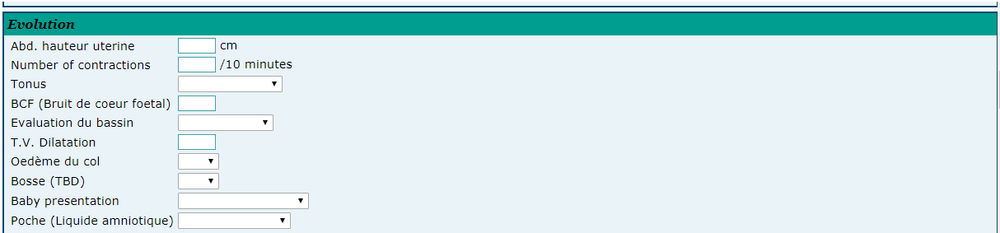 Evolution
Abd. hauteur uterine cm
Number of contractions /10 minutes
Tonus
BCF (Bruit de coeur foetal)
Evaluation du bassin
T.V. Dilatation
Oedème du col
Bosse (TBD)
Baby presentation
Poche (Liquide amniotique)